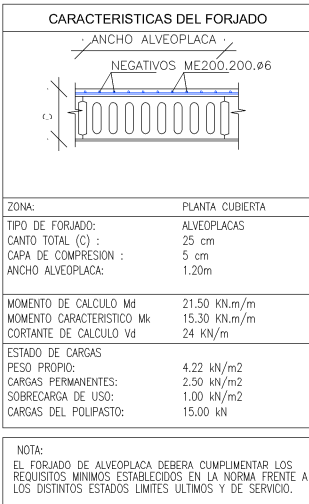 CARACTERISTICAS DEL FORJADO
ANCHO ALVEOPLACA
NEGATIVOS ME200.200.ø6
C
ZONA: PLANTA CUBIERTA
TIPO DE FORJADO: ALVEOPLACAS
CANTO TOTAL (C) : 25 cm
CAPA DE COMPRESION : 5 cm
ANCHO ALVEOPLACA: 1.20m
MOMENTO DE CALCULO Md 21.50 KN.m/m
MOMENTO CARACTERISTICO Mk 15.30 KN.m/m
CORTANTE DE CALCULO Vd 24 KN/m
ESTADO DE CARGAS
PESO PROPIO: 4.22 kN/m2
CARGAS PERMANENTES: 2.50 kN/m2
SOBRECARGA DE USO: 1.00 kN/m2
CARGAS DEL POLIPASTO: 15.00 kN
NOTA:
EL FORJADO DE ALVEOPLACA DEBERA CUMPLIMENTAR LOS
REQUISITOS MINIMOS ESTABLECIDOS EN LA NORMA FRENTE A
LOS DISTINTOS ESTADOS LIMITES ULTIMOS Y DE SERVICIO.